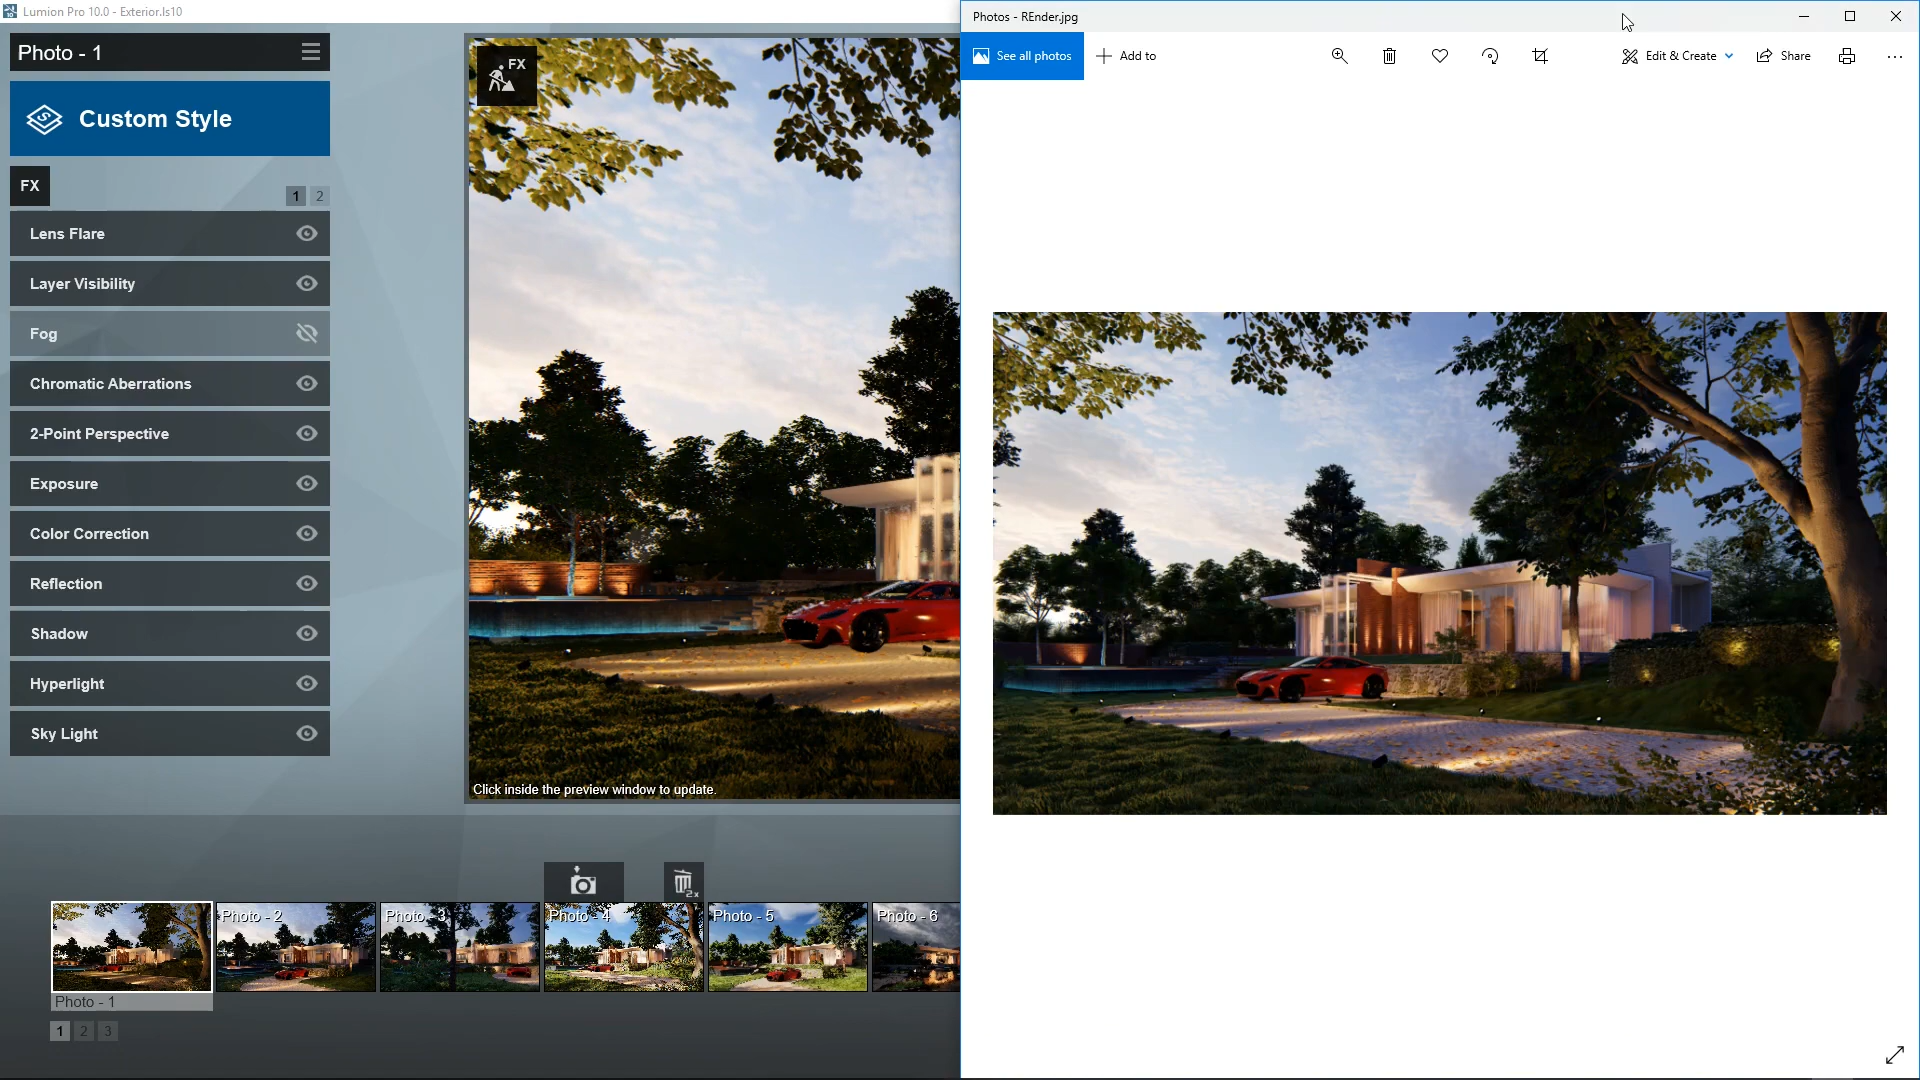 Lumion Pro 10.0 - Exterior.ls10
Photo - 1
Custom Style
FX
1 2
Lens Flare
Layer Visibility
Fog
Chromatic Aberrations
2-Point Perspective
Exposure
Color Correction
Reflection
Shadow
Hyperlight
Sky Light
FX
Click inside the preview window to update.
2x
Photo - 2
Photo - 3
Photo - 4
Photo - 5
Photo - 6
Photo - 1
1 2 3
Photos - REnder.jpg
See all photos
Add to
Edit & Create
Share